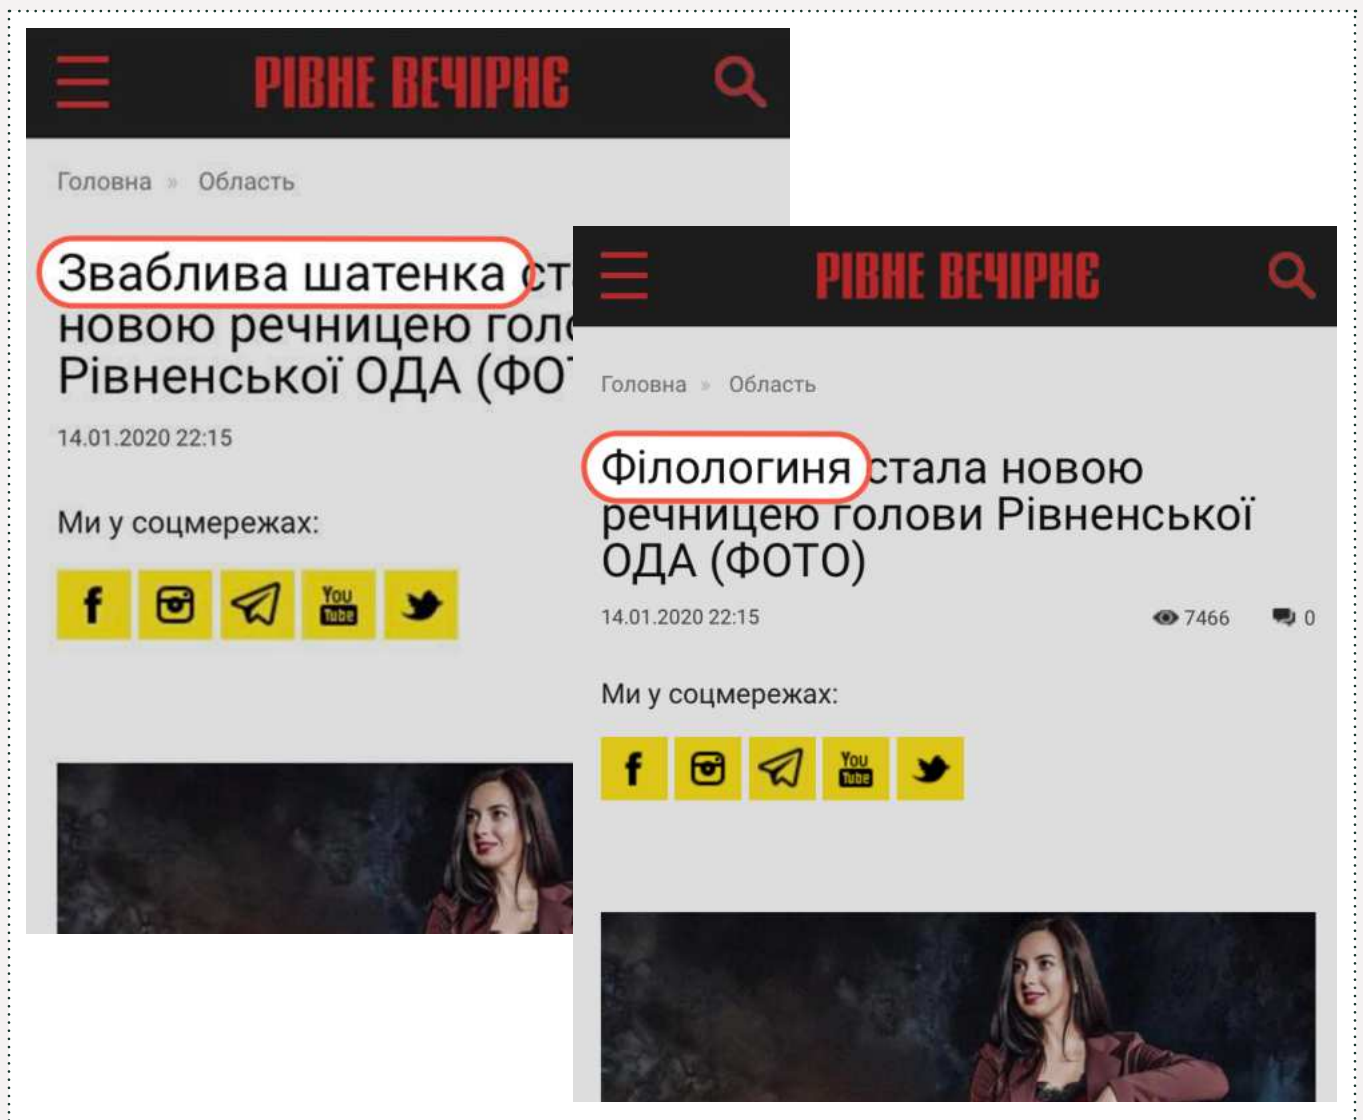 РІВНЕ ВЕЧІРНЄ
Головна » Область
Зваблива шатенка ст
новою речницею голо
Рівненської ОДА (ФОТ
14.01.2020 22:15
Ми у соцмережах:
f
You
Tube
РІВНЕ ВЕЧІРНЄ
Головна » Область
Філологиня стала новою
речницею голови Рівненської
ОДА (ФОТО)
14.01.2020 22:15 7466 0
Ми у соцмережах:
f
You
Tube